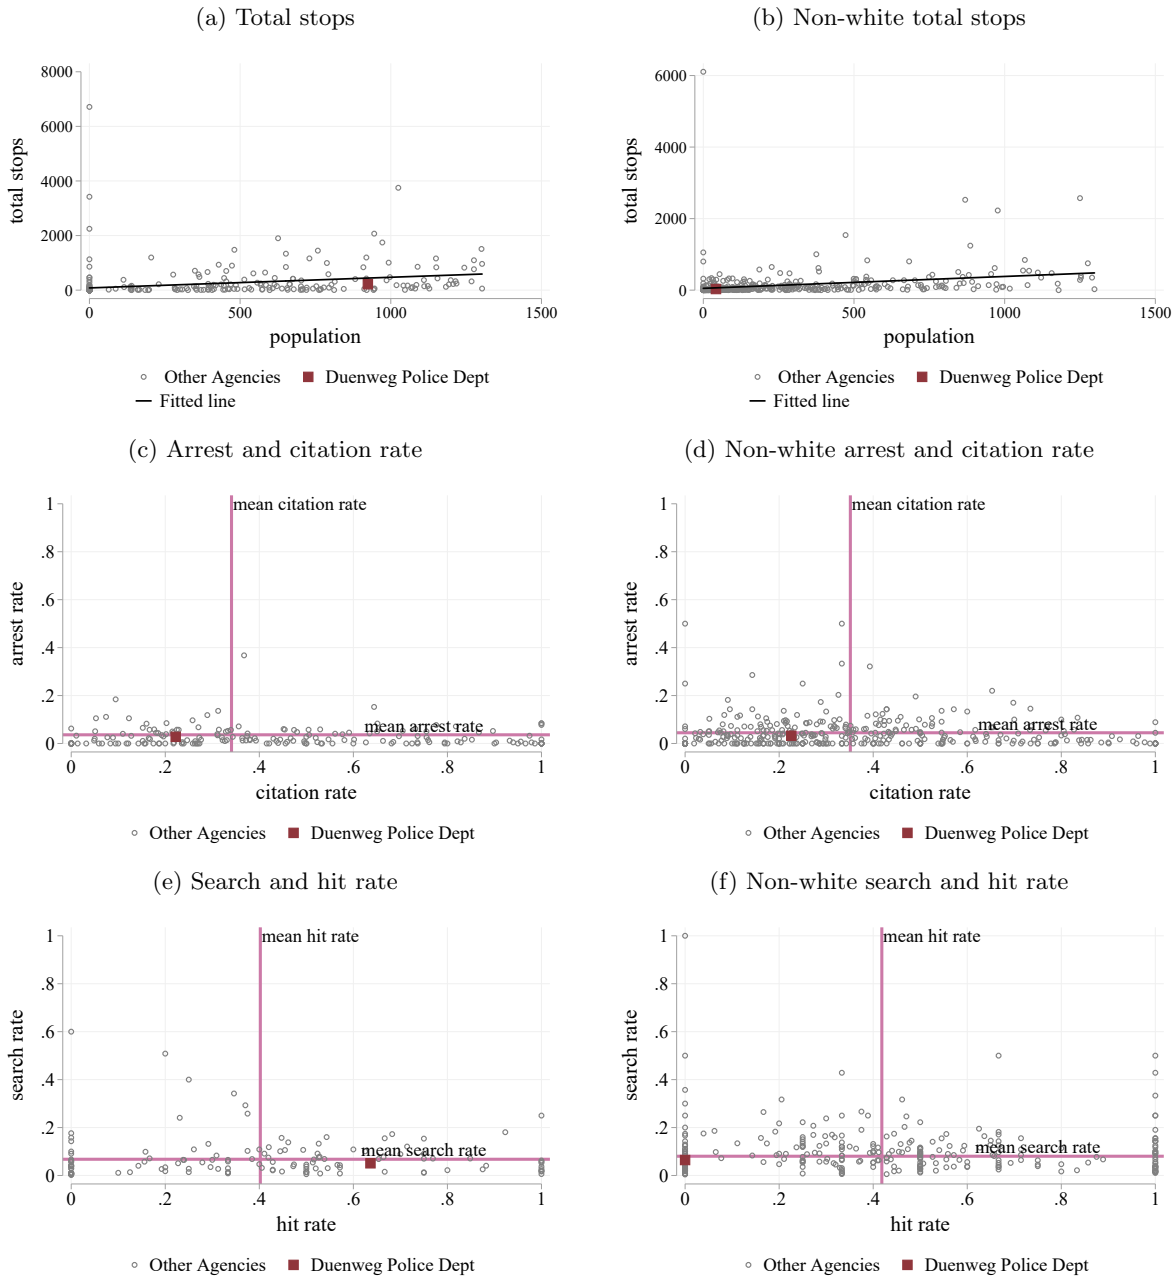 (a) Total stops
(b) Non-white total stops
8000
6000
4000
2000
0
total stops
0 500 1000 1500
population
Other Agencies Duenweg Police Dept
Fitted line
6000
4000
2000
0
total stops
0 500 1000 1500
population
Other Agencies Duenweg Police Dept
Fitted line
(c) Arrest and citation rate
(d) Non-white arrest and citation rate
1
.8
.6
.4
.2
0
arrest rate
mean citation rate
mean arrest rate
0 .2 .4 .6 .8 1
citation rate
Other Agencies Duenweg Police Dept
1
.8
.6
.4
.2
0
arrest rate
mean citation rate
mean arrest rate
0 .2 .4 .6 .8 1
citation rate
Other Agencies Duenweg Police Dept
(e) Search and hit rate
(f) Non-white search and hit rate
1
.8
.6
.4
.2
0
search rate
mean hit rate
mean search rate
0 .2 .4 .6 .8 1
hit rate
Other Agencies Duenweg Police Dept
1
.8
.6
.4
.2
0
search rate
mean hit rate
mean search rate
0 .2 .4 .6 .8 1
hit rate
Other Agencies Duenweg Police Dept